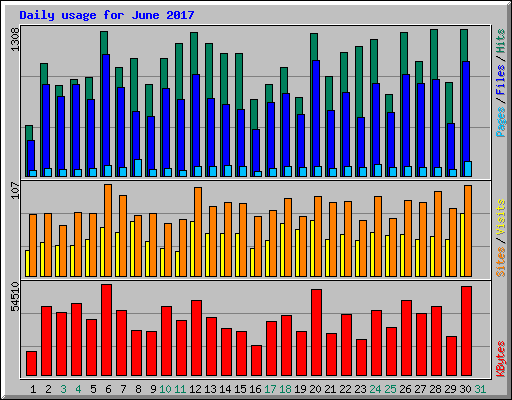 Daily usage for June 2017
1308
Pages / Files / Hits
107
Sites / Visits
54510
KBytes
1 2 3 4 5 6 7 8 9 10 11 12 13 14 15 16 17 18 19 20 21 22 23 24 25 26 27 28 29 30 31